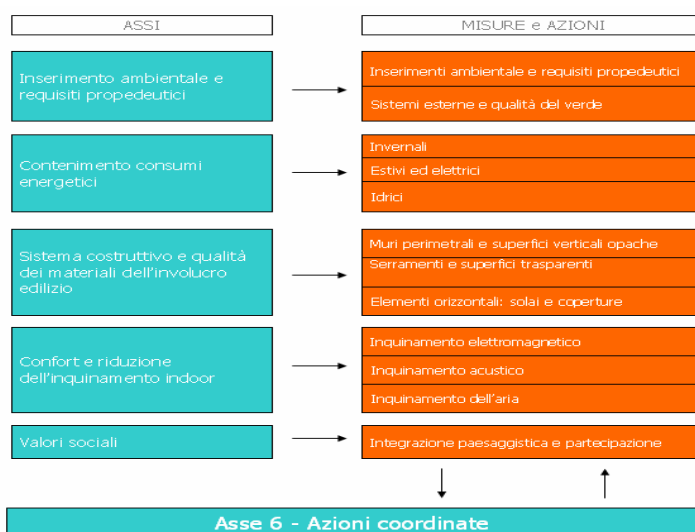 ASSI
MISURE e AZIONI
Inserimento ambientale e
requisiti propedeutici
Inserimenti ambientale e requisiti propedeutici
Sistemi esterne e qualità del verde
Contenimento consumi
energetici
Invernali
Estivi ed elettrici
Idrici
Sistema costruttivo e qualità
dei materiali dell'involucro
edilizio
Muri perimetrali e superfici verticali opache
Serramenti e superfici trasparenti
Elementi orizzontali: solai e coperture
Confort e riduzione
dell'inquinamento indoor
Inquinamento elettromagnetico
Inquinamento acustico
Inquinamento dell'aria
Valori sociali
Integrazione paesaggistica e partecipazione
Asse 6 - Azioni coordinate